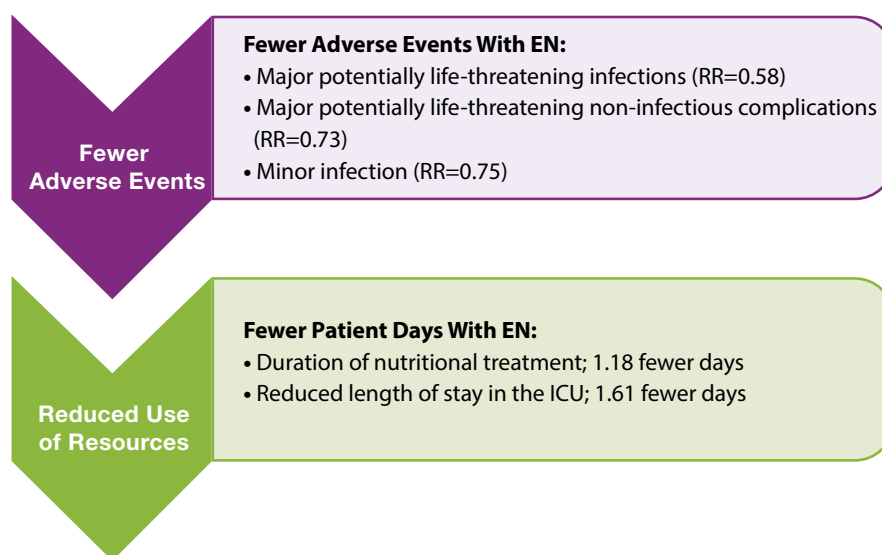 Fewer
Adverse Events
Fewer Adverse Events With EN:
• Major potentially life-threatening infections (RR=0.58)
• Major potentially life-threatening non-infectious complications
(RR=0.73)
• Minor infection (RR=0.75)
Reduced Use
of Resources
Fewer Patient Days With EN:
• Duration of nutritional treatment; 1.18 fewer days
• Reduced length of stay in the ICU; 1.61 fewer days